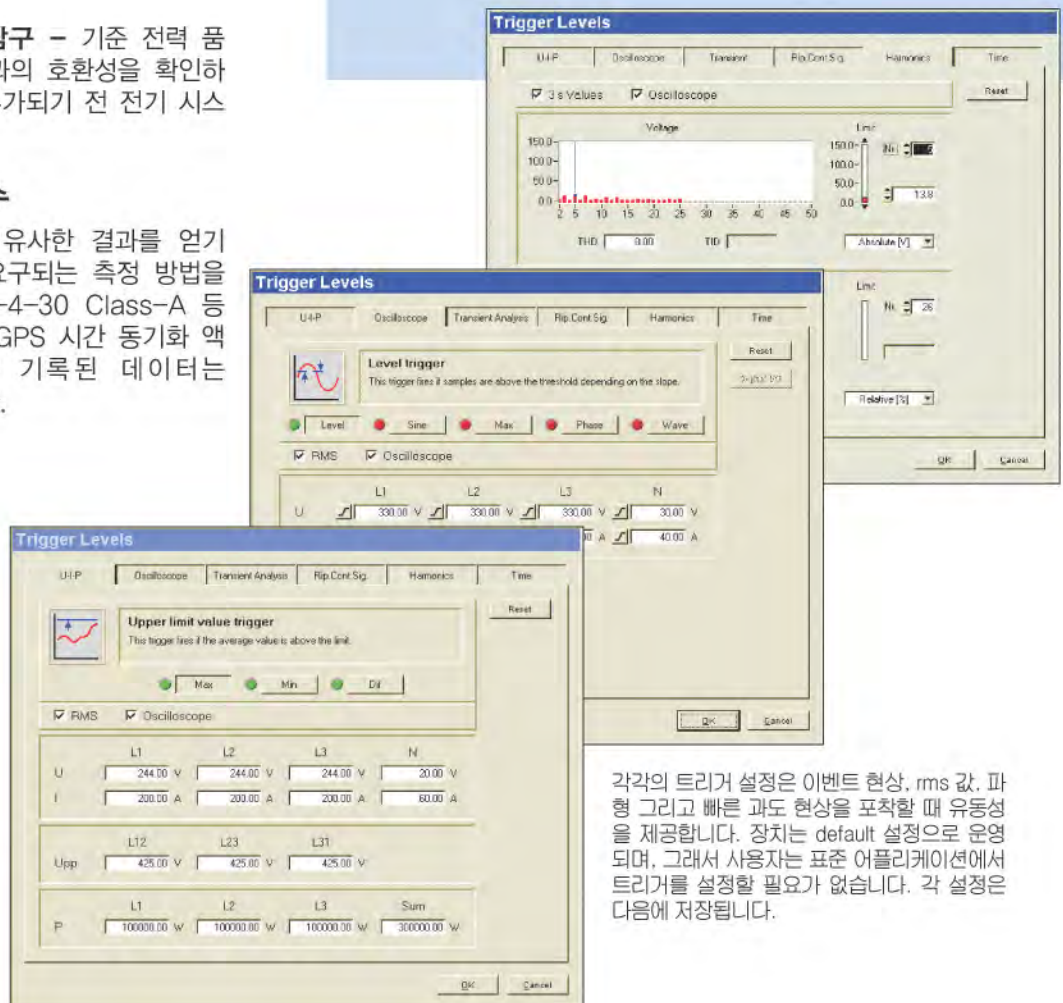 탐구 – 기준 전력 품
과의 호환성을 확인하
가되기 전 전기 시스
유사한 결과를 얻기
요구되는 측정 방법을
-4-30 Class-A 등
GPS 시간 동기화 액
기록된 데이터는
Trigger Levels
U-I-P Oscilloscope Transient Rip.Cont.Sig. Harmonics Time
3 s Values Oscilloscope Reset
Voltage Limit
150.0 150.0 Nr.
100.0 100.0
50.0 50.0 13.8
0.0 0.0
2 5 10 15 20 25 30 35 40 45 50
THD 0.00 TID Absolute [V]
Limit
Nr. 26
Relative [%]
OK Cancel
Trigger Levels
U-I-P Oscilloscope Transient Analysis Rip.Cont.Sig. Harmonics Time
Level trigger Reset
This trigger fires if samples are above the threshold depending on the slope.
Level Sine Max Phase Wave
RMS Oscilloscope
L1 L2 L3 N
U 330.00 V 330.00 V 330.00 V 30.00 V
A 40.00 A
OK Cancel
Trigger Levels
U-I-P Oscilloscope Transient Analysis Rip.Cont.Sig. Harmonics Time
Upper limit value trigger Reset
This trigger fires if the average value is above the limit.
Max Min Dif
RMS Oscilloscope
L1 L2 L3 N
U 244.00 V 244.00 V 244.00 V 20.00 V
I 200.00 A 200.00 A 200.00 A 60.00 A
L12 L23 L31
Upp 425.00 V 425.00 V 425.00 V
L1 L2 L3 Sum
P 100000.00 W 100000.00 W 100000.00 W 300000.00 W
OK Cancel
각각의 트리거 설정은 이벤트 현상, rms 값, 파
형 그리고 빠른 과도 현상을 포착할 때 유동성
을 제공합니다. 장치는 default 설정으로 운영
되며, 그래서 사용자는 표준 어플리케이션에서
트리거를 설정할 필요가 없습니다. 각 설정은
다음에 저장됩니다.